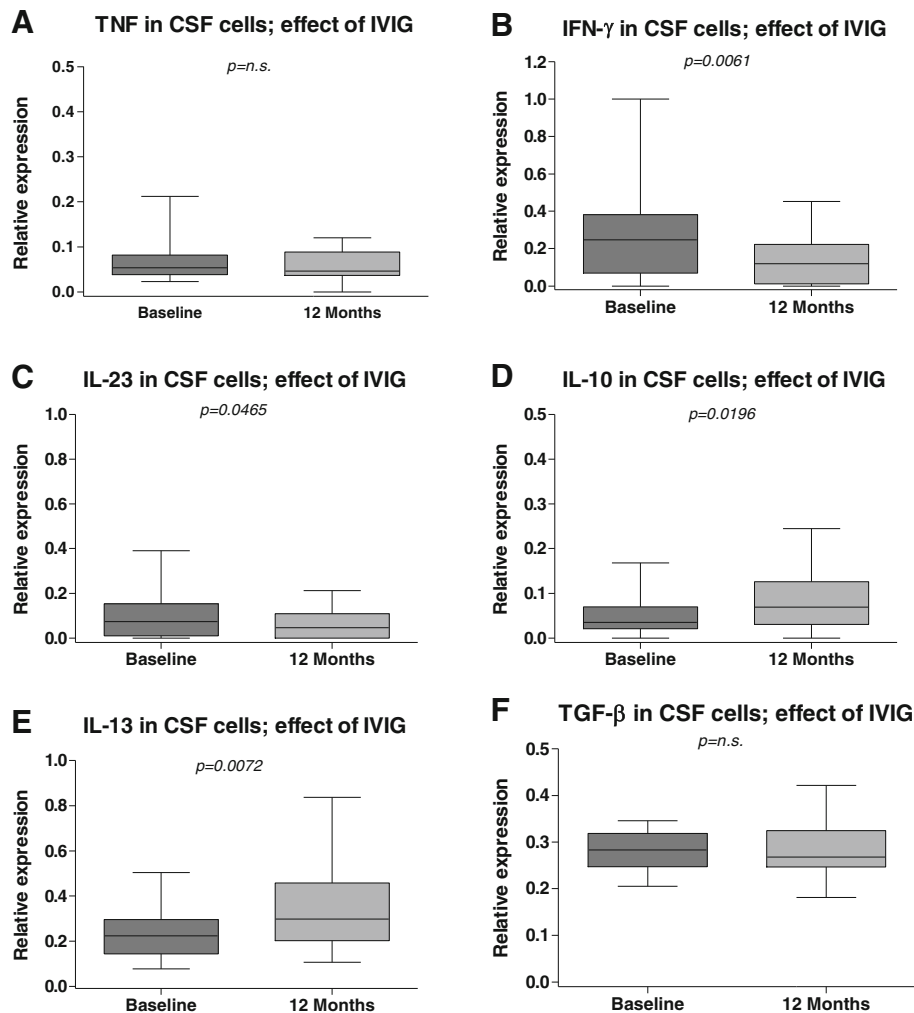 A
TNF in CSF cells; effect of IVIG
p=n.s.
Relative expression
0.5
0.4
0.3
0.2
0.1
0.0
Baseline
12 Months
B
IFN-γ in CSF cells; effect of IVIG
p=0.0061
Relative expression
1.2
1.0
0.8
0.6
0.4
0.2
0.0
Baseline
12 Months
C
IL-23 in CSF cells; effect of IVIG
p=0.0465
Relative expression
1.0
0.8
0.6
0.4
0.2
0.0
Baseline
12 Months
D
IL-10 in CSF cells; effect of IVIG
p=0.0196
Relative expression
0.5
0.4
0.3
0.2
0.1
0.0
Baseline
12 Months
E
IL-13 in CSF cells; effect of IVIG
p=0.0072
Relative expression
1.0
0.8
0.6
0.4
0.2
0.0
Baseline
12 Months
F
TGF-β in CSF cells; effect of IVIG
p=n.s.
Relative expression
0.5
0.4
0.3
0.2
0.1
0.0
Baseline
12 Months